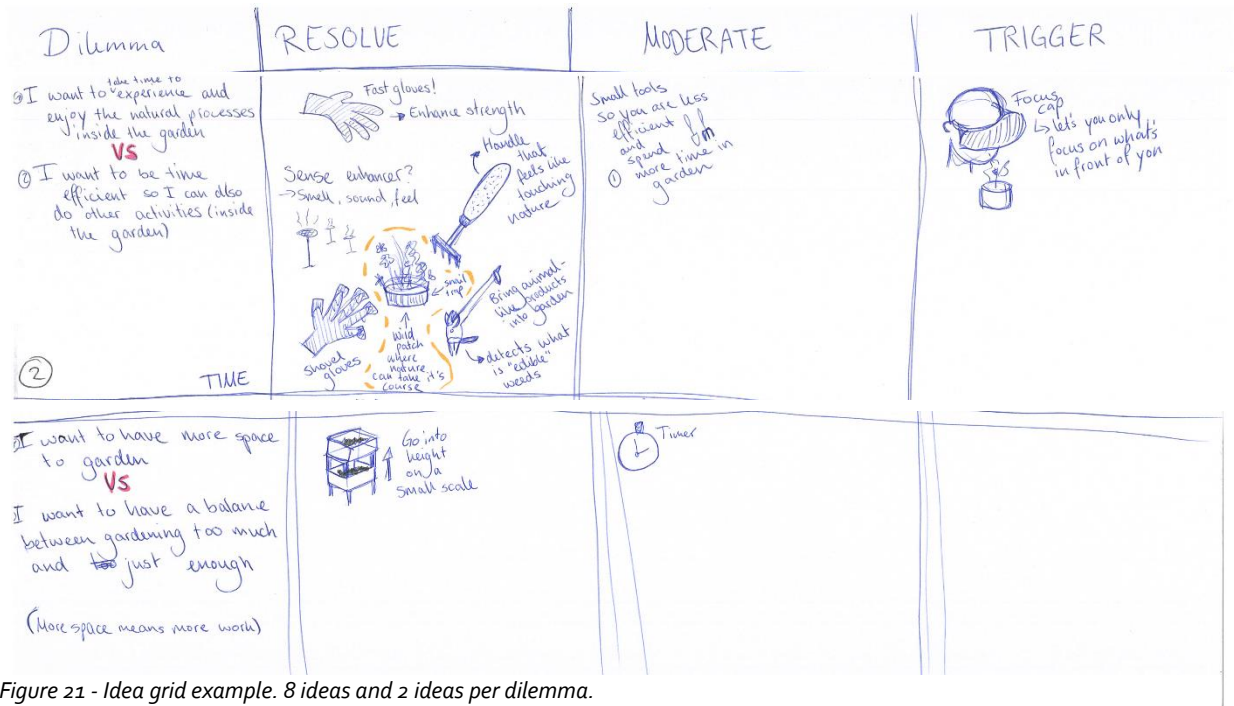 Dilemma
RESOLVE
MODERATE
TRIGGER
I want to take time to experience and
enjoy the natural processes
inside the garden
VS
I want to be time
efficient so I can also
do other activities (inside
the garden)
2
TIME
Fast gloves!
Enhance strength
Sense enhancer?
Smell, sound, feel
Handle
that
feels like
touching
nature
snail
trap
Bring animal-
like products
into garden
detects what
is "edible"
weeds
shovel
gloves
wild
patch
where
nature
can take it's
course
Small tools
so you are less
efficient
and
spend
① more time in
garden
Focus
cap
let's you only
focus on what's
in front of you
I want to have more space
to garden
VS
I want to have a balance
between gardening too much
and just enough
(More space means more work)
Go into
height
on a
small scale
Timer
Figure 21 - Idea grid example. 8 ideas and 2 ideas per dilemma.